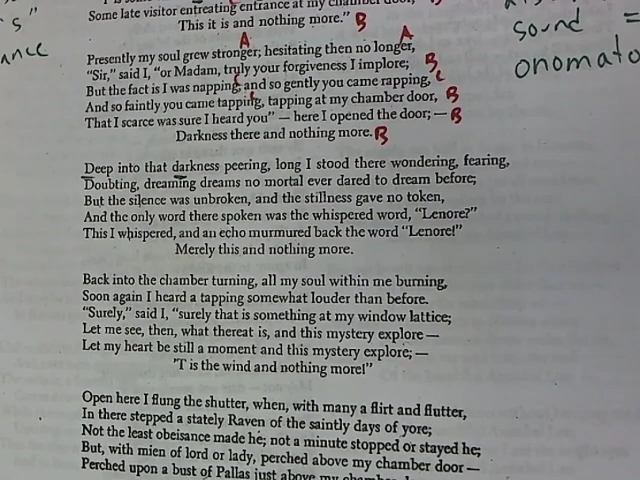 Some late visitor entreating entrance at my chamber door,
This it is and nothing more." B
s"
ance
sound =
onomato
A A
Presently my soul grew stronger; hesitating then no longer,
"Sir," said I, "or Madam, truly your forgiveness I implore; B
But the fact is I was napping, and so gently you came rapping, C
And so faintly you came tapping, tapping at my chamber door, B
That I scarce was sure I heard you" — here I opened the door; — B
Darkness there and nothing more. B
Deep into that darkness peering, long I stood there wondering, fearing,
Doubting, dreaming dreams no mortal ever dared to dream before;
But the silence was unbroken, and the stillness gave no token,
And the only word there spoken was the whispered word, "Lenore?"
This I whispered, and an echo murmured back the word "Lenore!"
Merely this and nothing more.
Back into the chamber turning, all my soul within me burning,
Soon again I heard a tapping somewhat louder than before.
"Surely," said I, "surely that is something at my window lattice;
Let me see, then, what thereat is, and this mystery explore —
Let my heart be still a moment and this mystery explore; —
'T is the wind and nothing more!"
Open here I flung the shutter, when, with many a flirt and flutter,
In there stepped a stately Raven of the saintly days of yore;
Not the least obeisance made he; not a minute stopped or stayed he;
But, with mien of lord or lady, perched above my chamber door —
Perched upon a bust of Pallas just above my chamber